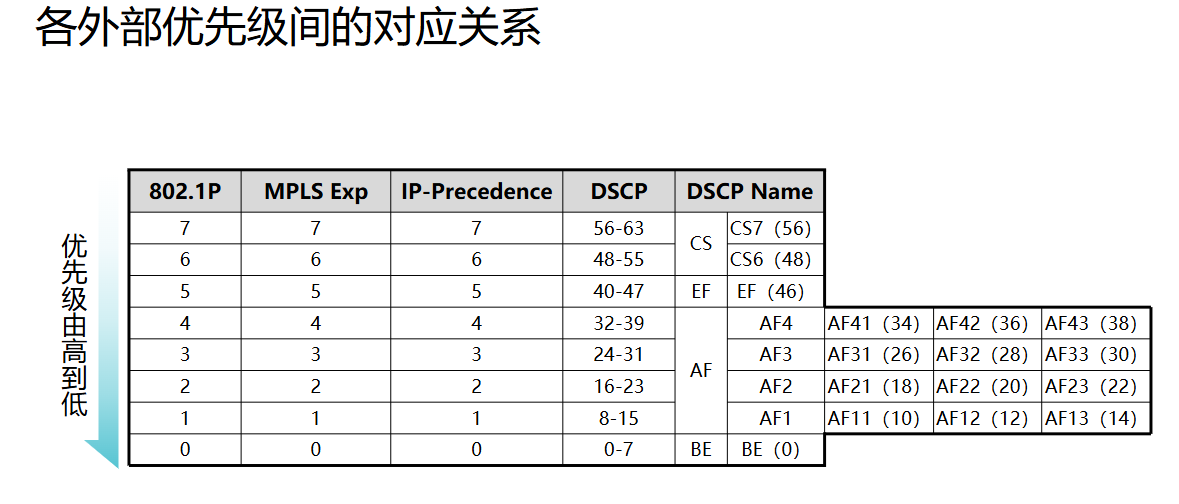 各外部优先级间的对应关系
优先级由高到低
802.1P MPLS Exp IP-Precedence DSCP DSCP Name
7 7 7 56-63 CS CS7（56）
6 6 6 48-55 CS6（48）
5 5 5 40-47 EF EF（46）
4 4 4 32-39 AF AF4 AF41（34） AF42（36） AF43（38）
3 3 3 24-31 AF3 AF31（26） AF32（28） AF33（30）
2 2 2 16-23 AF2 AF21（18） AF22（20） AF23（22）
1 1 1 8-15 AF1 AF11（10） AF12（12） AF13（14）
0 0 0 0-7 BE BE（0）